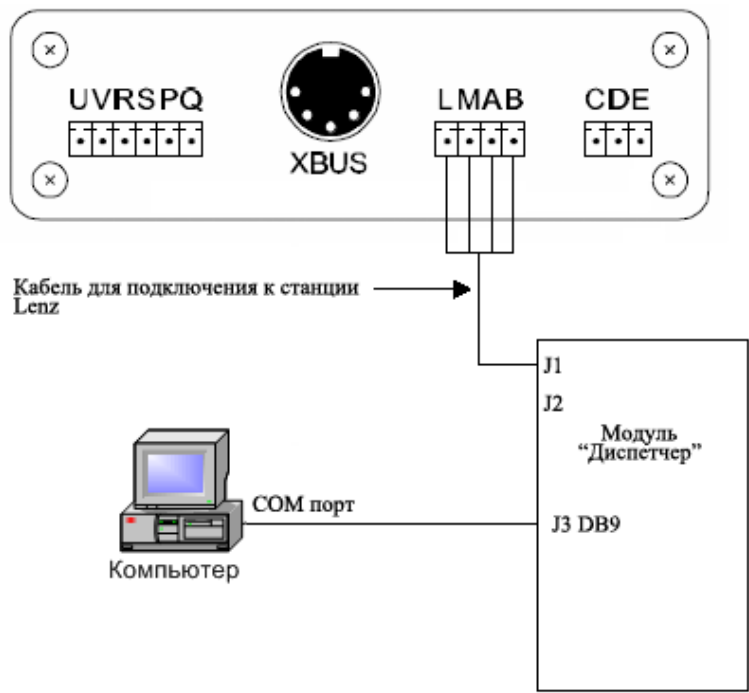 UVRSPQ
XBUS
LMAB
CDE
Кабель для подключения к станции
Lenz
J1
J2
Модуль
“Диспетчер”
COM порт
J3 DB9
Компьютер